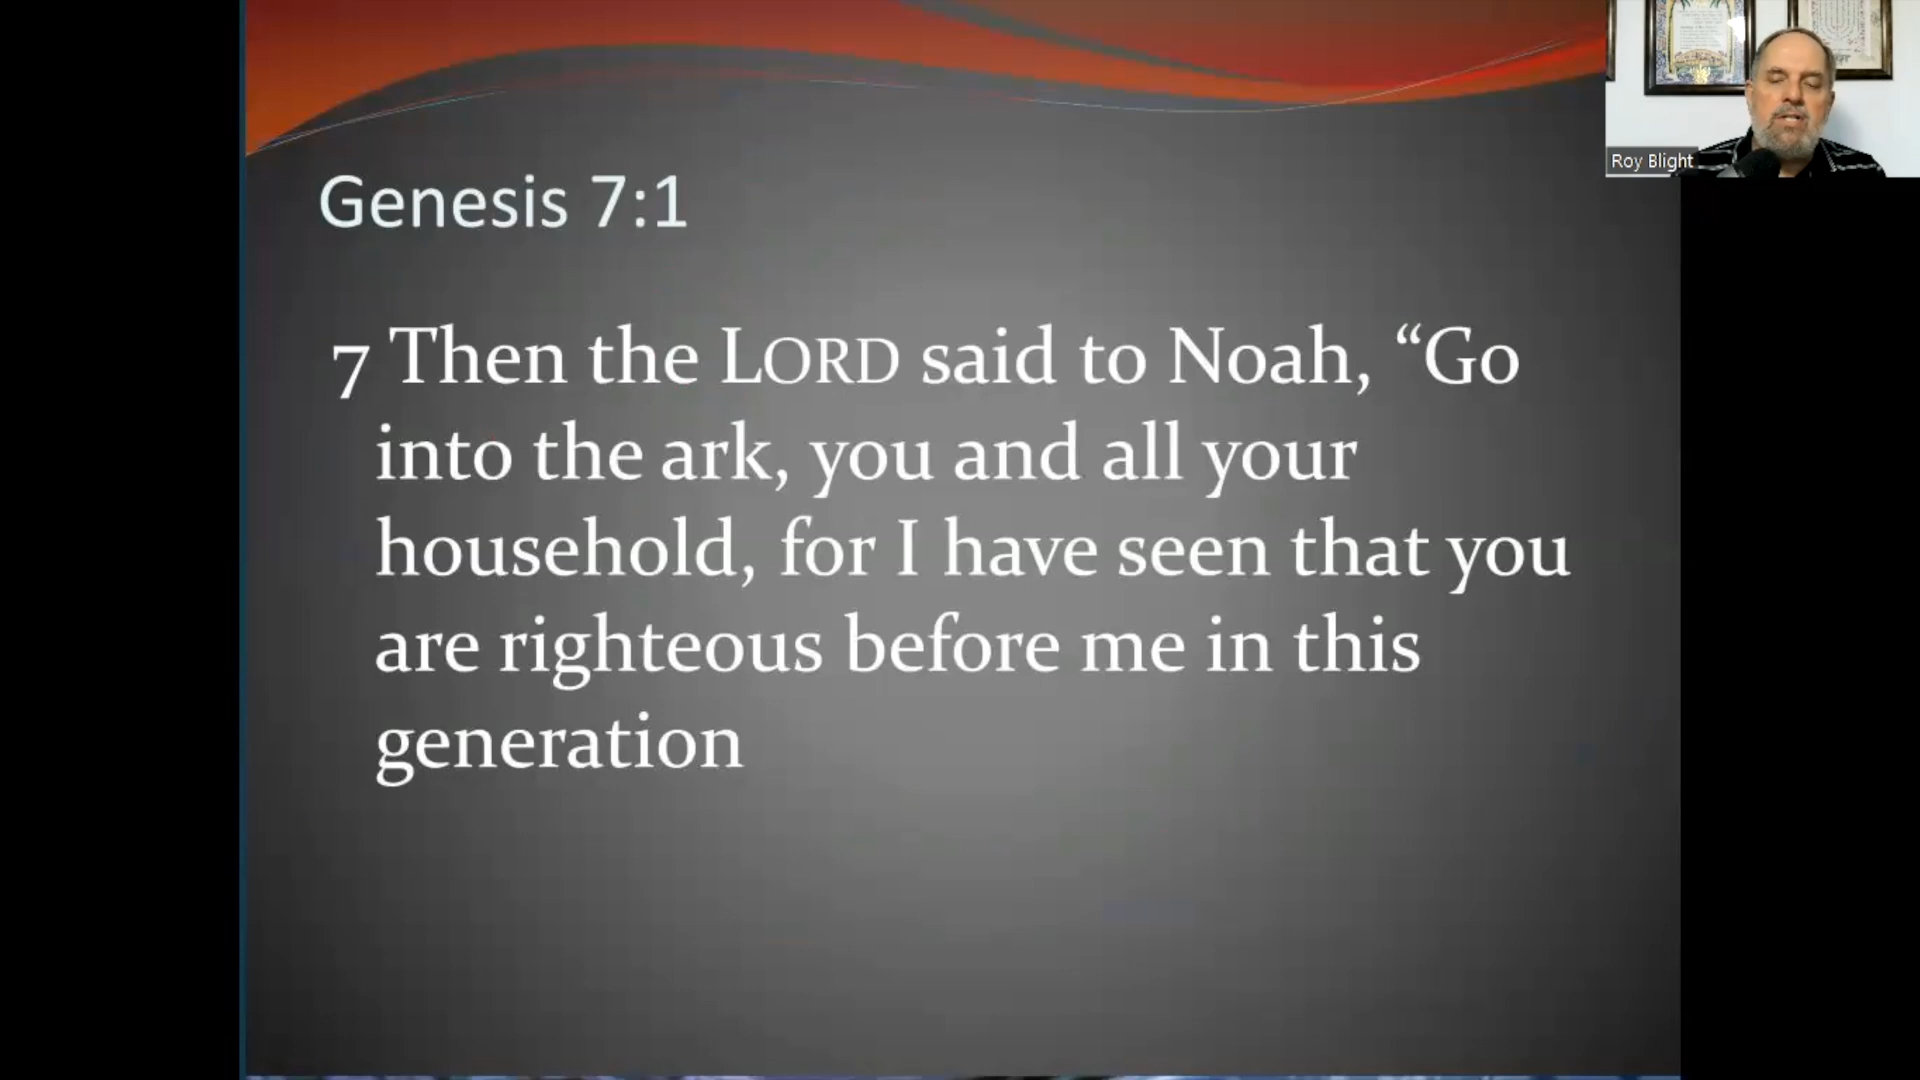 Genesis 7:1
7 Then the LORD said to Noah, “Go
into the ark, you and all your
household, for I have seen that you
are righteous before me in this
generation
Roy Blight